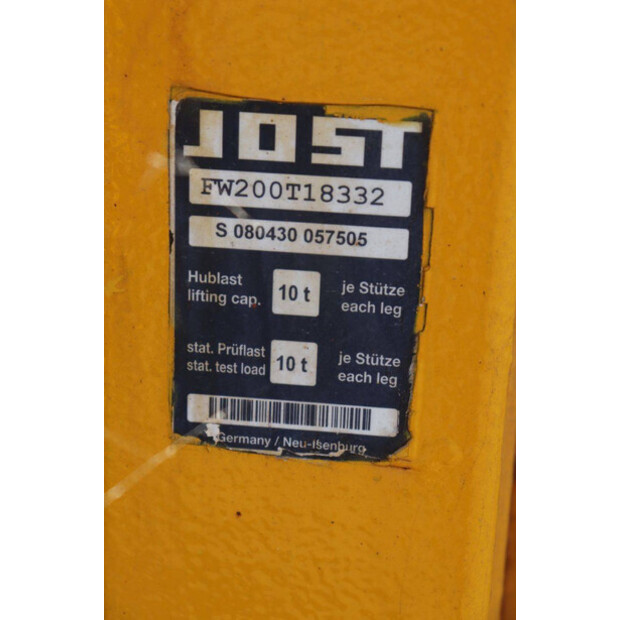 JOST
FW200T18332
S 080430 057505
Hublast
lifting cap.
10 t
je Stütze
each leg
stat. Prüflast
stat. test load
10 t
je Stütze
each leg
Germany / Neu-Isenburg